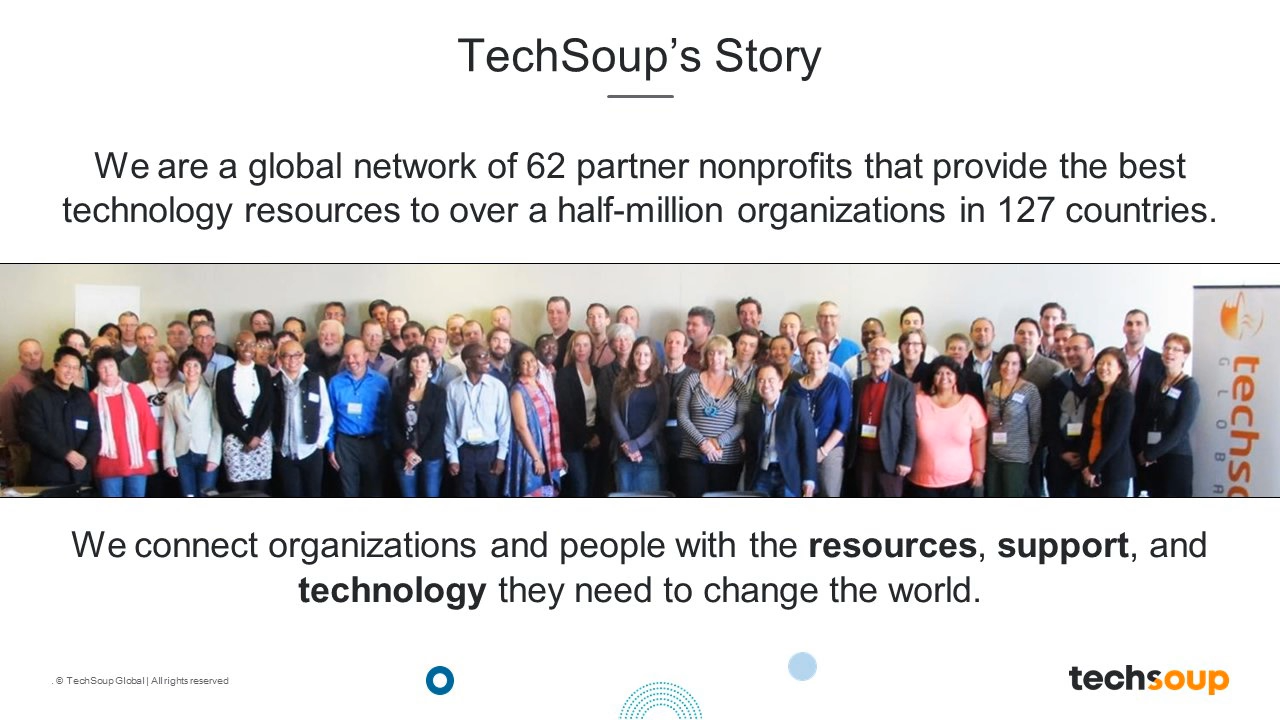 TechSoup’s Story
We are a global network of 62 partner nonprofits that provide the best
technology resources to over a half-million organizations in 127 countries.
techso
GLOBA
We connect organizations and people with the resources, support, and
technology they need to change the world.
. © TechSoup Global | All rights reserved
techsoup